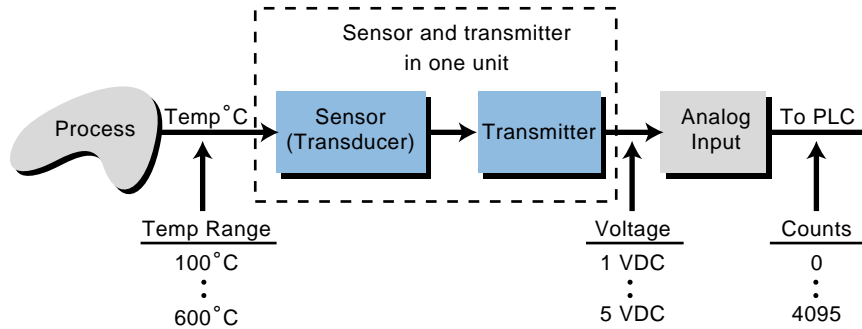 Sensor and transmitter
in one unit
Process
Temp°C
Sensor
(Transducer)
Transmitter
Analog
Input
To PLC
Temp Range
100°C
600°C
Voltage
1 VDC
5 VDC
Counts
0
4095